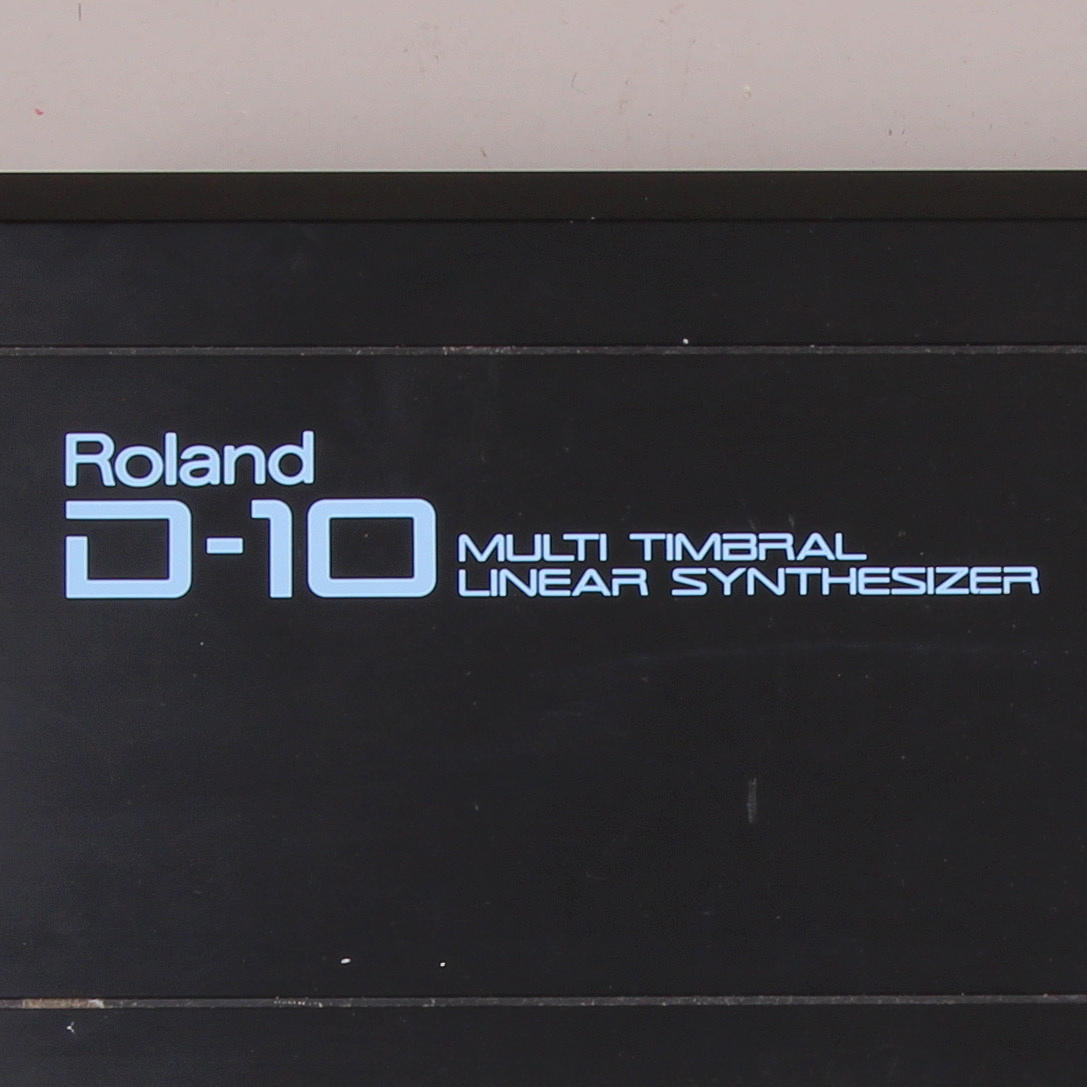 Roland
D-10 MULTI TIMBRAL
LINEAR SYNTHESIZER